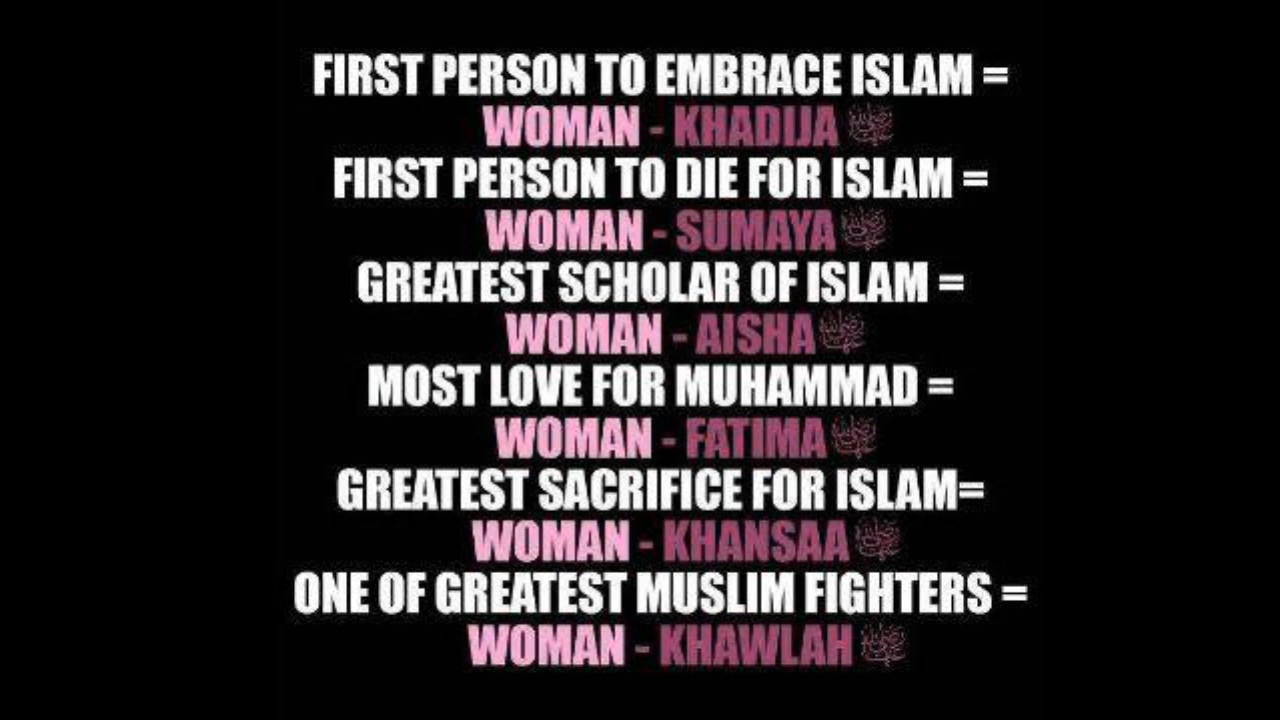 FIRST PERSON TO EMBRACE ISLAM =
WOMAN - KHADIJA
FIRST PERSON TO DIE FOR ISLAM =
WOMAN - SUMAYA
GREATEST SCHOLAR OF ISLAM =
WOMAN - AISHA
MOST LOVE FOR MUHAMMAD =
WOMAN - FATIMA
GREATEST SACRIFICE FOR ISLAM=
WOMAN - KHANSAA
ONE OF GREATEST MUSLIM FIGHTERS =
WOMAN - KHAWLAH